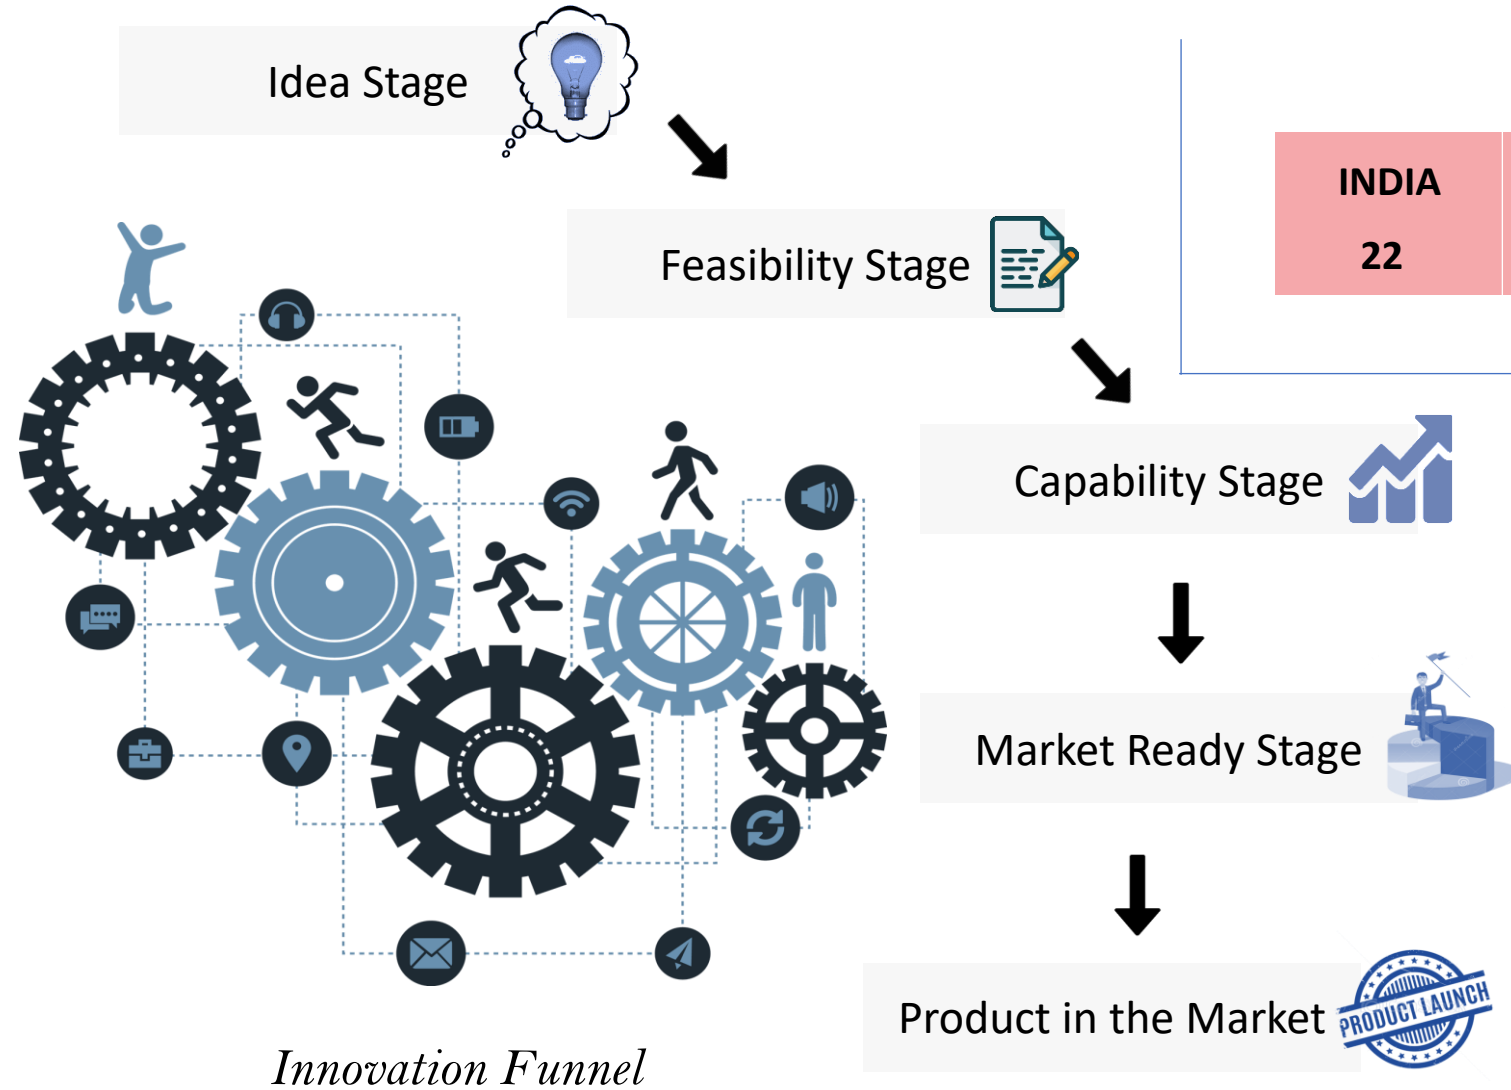 Idea Stage
INDIA
22
Feasibility Stage
Capability Stage
Market Ready Stage
Product in the Market
PRODUCT LAUNCH
Innovation Funnel